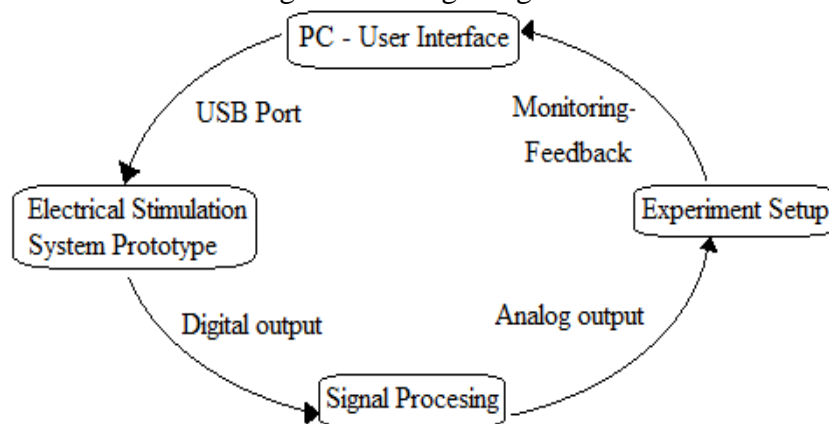 PC - User Interface
USB Port
Monitoring-
Feedback
Electrical Stimulation
System Prototype
Experiment Setup
Digital output
Analog output
Signal Procesing